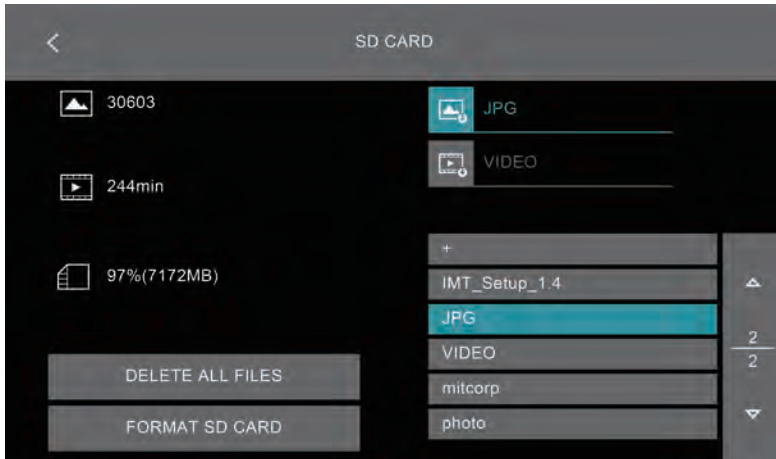 SD CARD
30603
244min
97%(7172MB)
DELETE ALL FILES
FORMAT SD CARD
JPG
VIDEO
+
IMT_Setup_1.4
JPG
VIDEO
mitcorp
photo
2
2